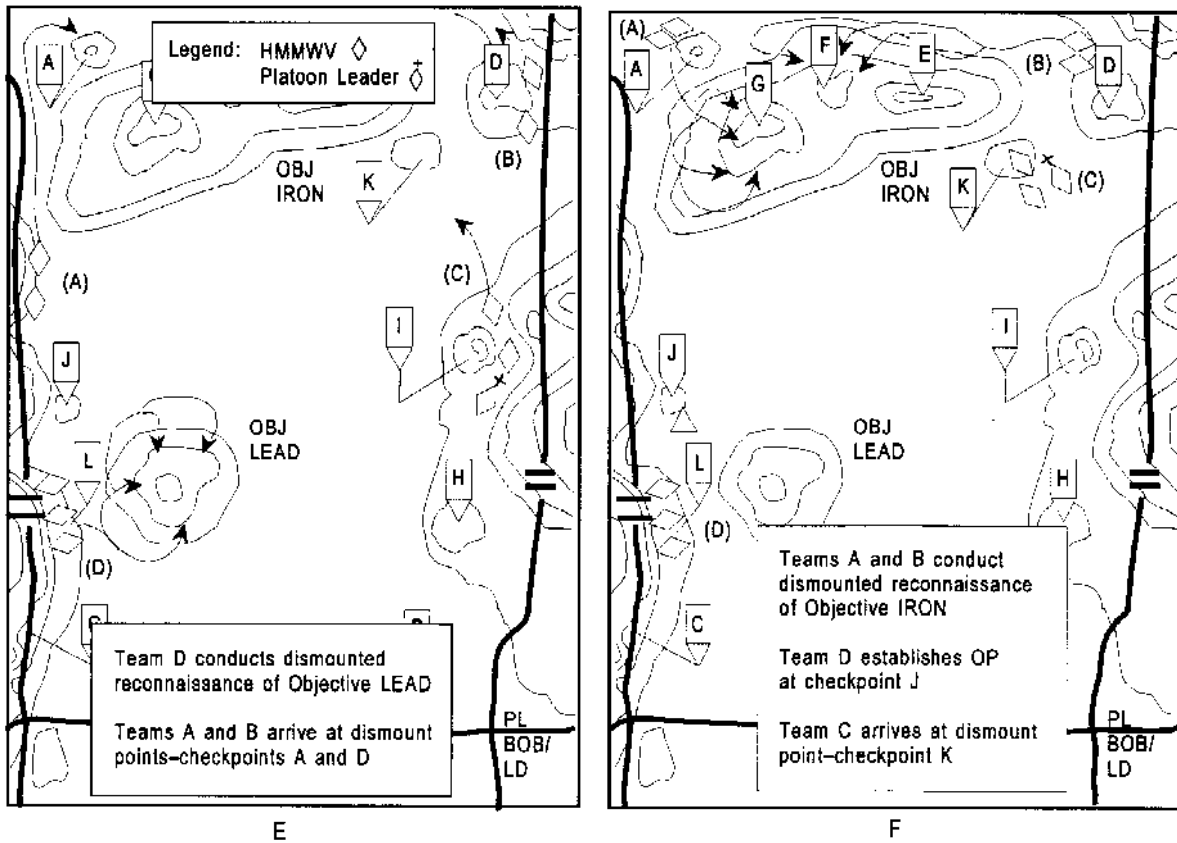 Legend: HMMWV
Platoon Leader
A
D
(B)
OBJ
IRON
K
(A)
(C)
I
J
OBJ
LEAD
L
H
(D)
Team D conducts dismounted
reconnaissance of Objective LEAD
Teams A and B arrive at dismount
points–checkpoints A and D
PL
BOB/
LD
E
(A)
A
F
E
(B)
D
G
OBJ
IRON
K
(C)
I
J
OBJ
LEAD
L
H
(D)
C
Teams A and B conduct
dismounted reconnaissance
of Objective IRON
Team D establishes OP
at checkpoint J
Team C arrives at dismount
point–checkpoint K
PL
BOB/
LD
F